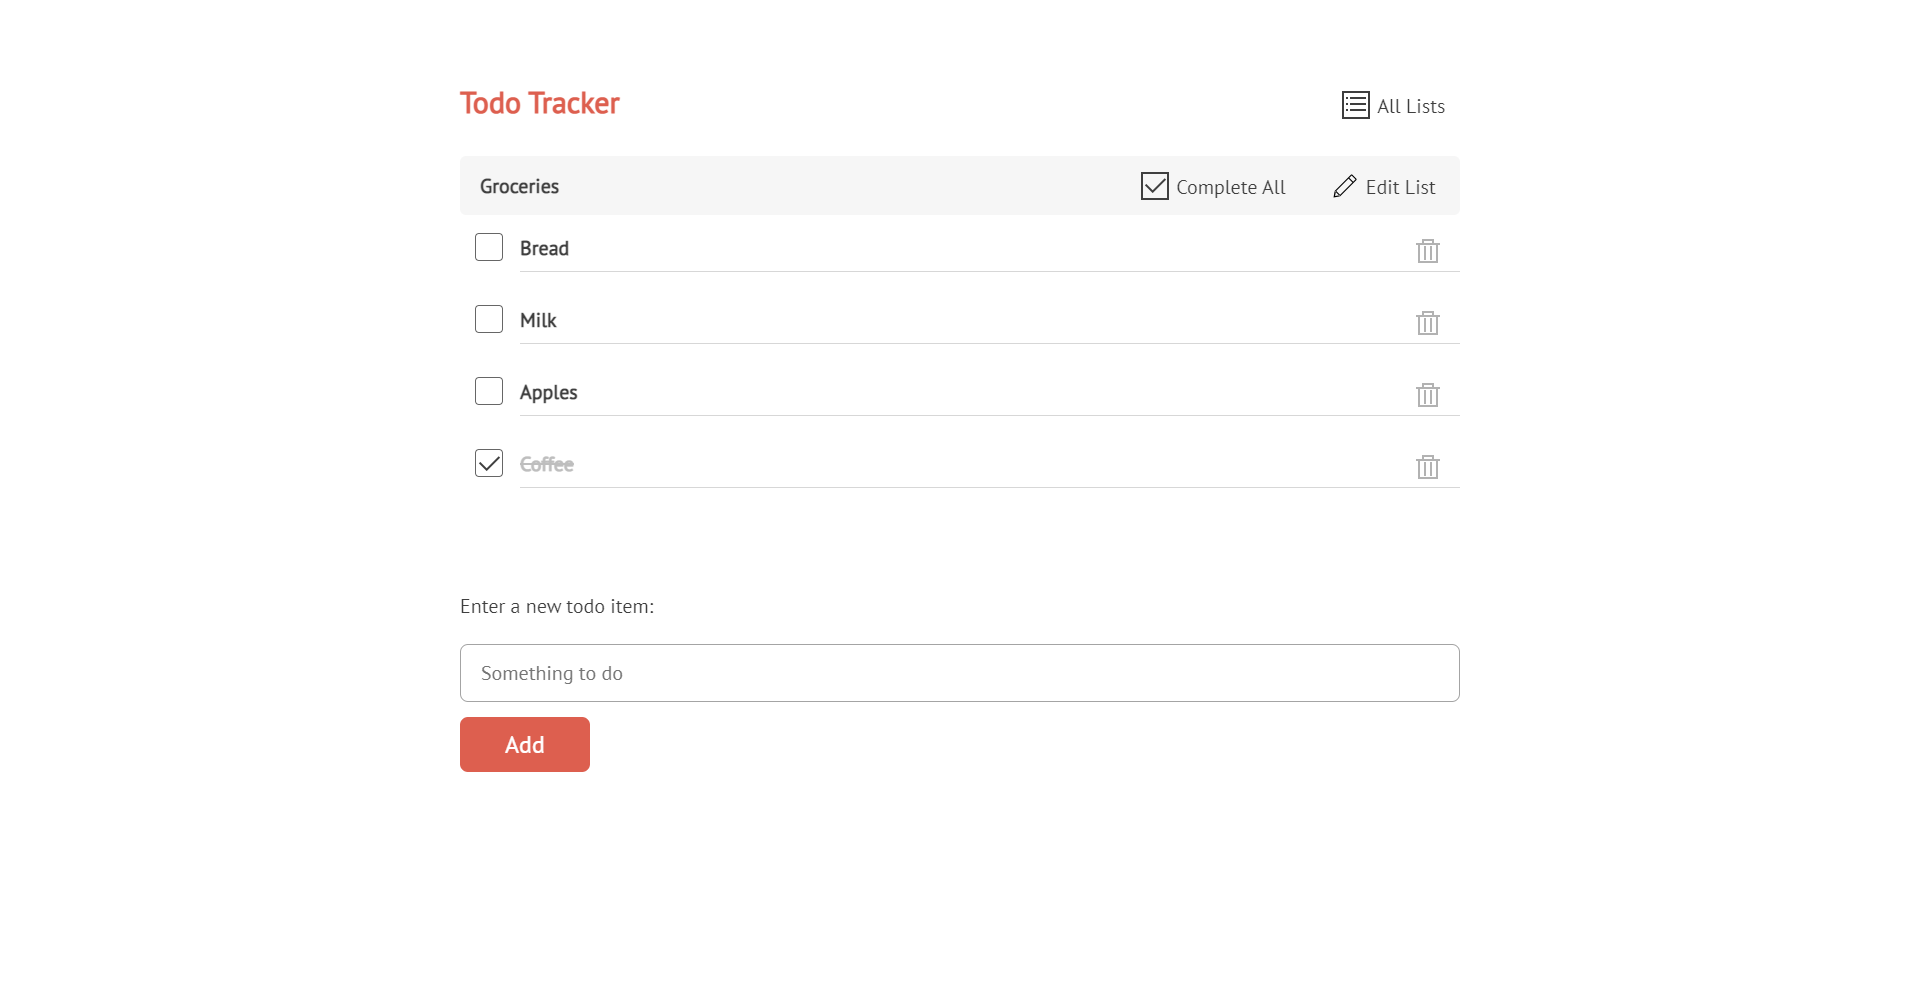 Todo Tracker
All Lists
Groceries
Complete All
Edit List
Bread
Milk
Apples
Coffee
Enter a new todo item:
Something to do
Add